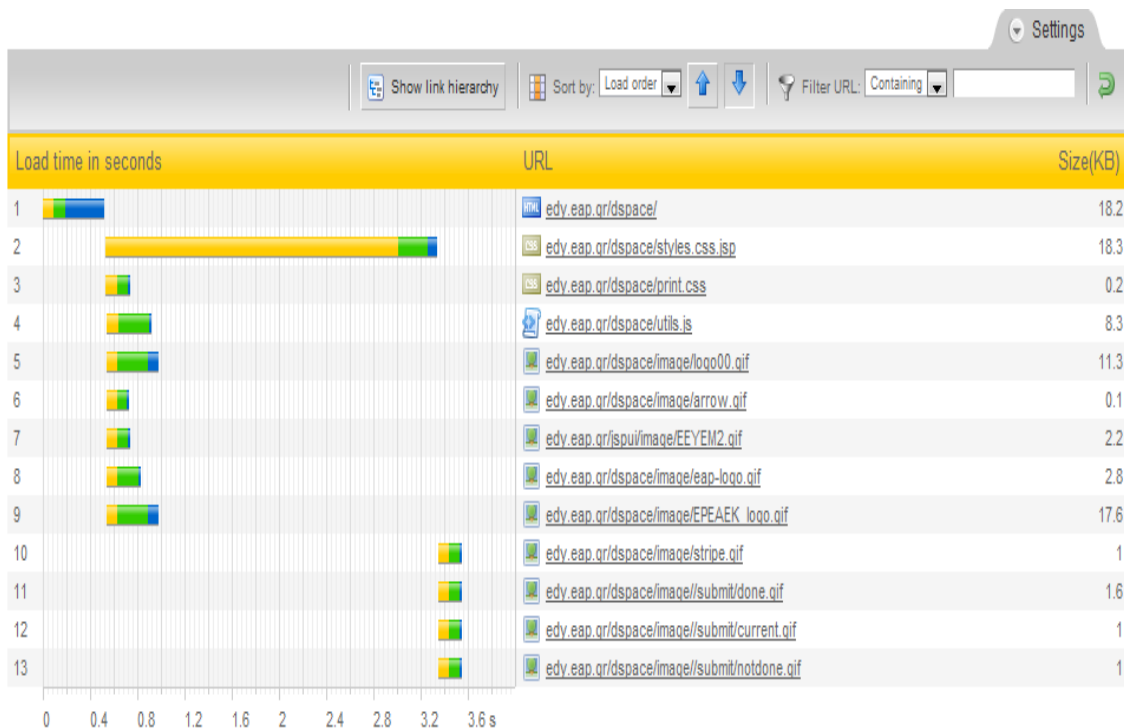 Settings
Show link hierarchy Sort by: Load order Filter URL: Containing
Load time in seconds URL Size(KB)
1 HTML edy.eap.gr/dspace/ 18.2
2 CSS edy.eap.gr/dspace/styles.css.jsp 18.3
3 CSS edy.eap.gr/dspace/print.css 0.2
4 edy.eap.gr/dspace/utils.js 8.3
5 edy.eap.gr/dspace/image/logo00.gif 11.3
6 edy.eap.gr/dspace/image/arrow.gif 0.1
7 edy.eap.gr/jspui/image/EEYEM2.gif 2.2
8 edy.eap.gr/dspace/image/eap-logo.gif 2.8
9 edy.eap.gr/dspace/image/EPEAEK_logo.gif 17.6
10 edy.eap.gr/dspace/image/stripe.gif 1
11 edy.eap.gr/dspace/image//submit/done.gif 1.6
12 edy.eap.gr/dspace/image//submit/current.gif 1
13 edy.eap.gr/dspace/image//submit/notdone.gif 1
0 0.4 0.8 1.2 1.6 2 2.4 2.8 3.2 3.6 s